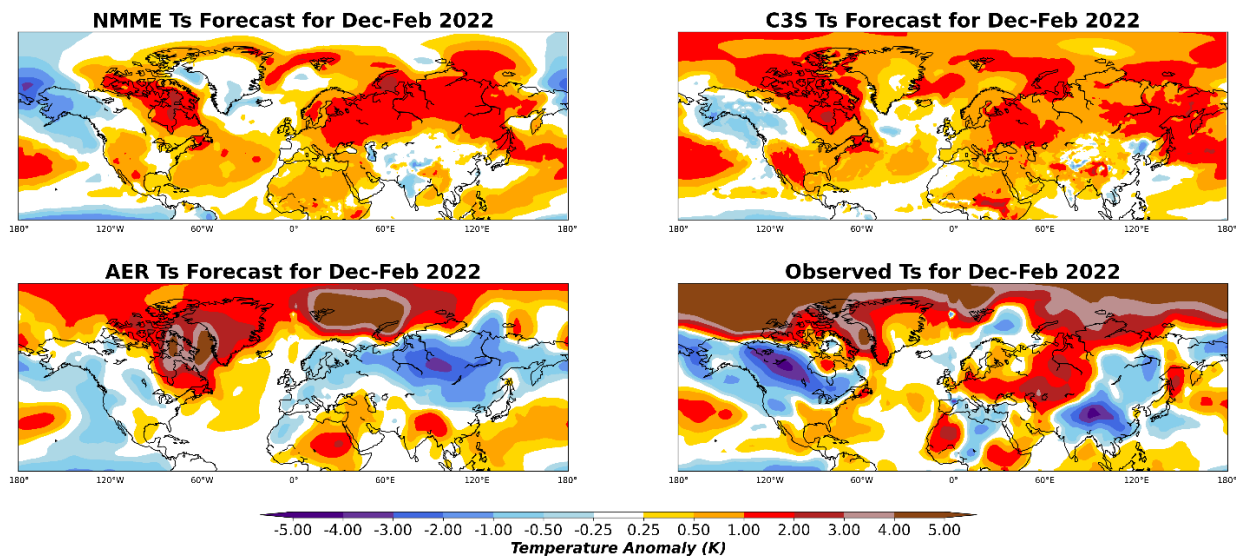 NMME Ts Forecast for Dec-Feb 2022
C3S Ts Forecast for Dec-Feb 2022
180° 120°W 60°W 0° 60°E 120°E 180°
180° 120°W 60°W 0° 60°E 120°E 180°
AER Ts Forecast for Dec-Feb 2022
Observed Ts for Dec-Feb 2022
180° 120°W 60°W 0° 60°E 120°E 180°
180° 120°W 60°W 0° 60°E 120°E 180°
-5.00 -4.00 -3.00 -2.00 -1.00 -0.50 -0.25 0.25 0.50 1.00 2.00 3.00 4.00 5.00
Temperature Anomaly (K)